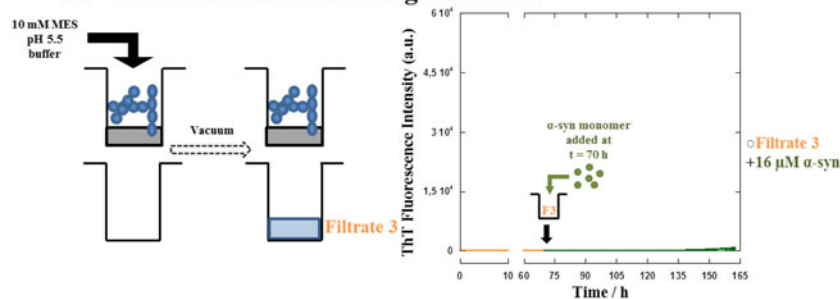 10 mM MES
pH 5.5
buffer
Vacuum
Filtrate 3
ThT Fluorescence Intensity (a.u.)
6 10⁴
4,5 10⁴
3 10⁴
1,5 10⁴
0
α-syn monomer
added at
t = 70 h
F3
0 10 60 75 90 105 120 135 150 165
Time / h
Filtrate 3
+16 μM α-syn